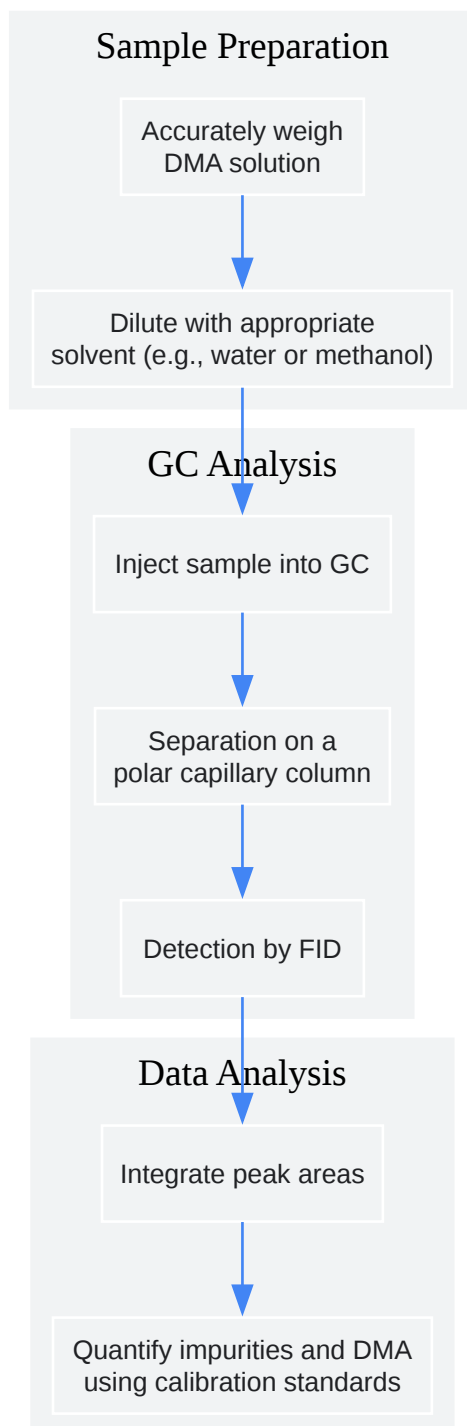 Sample Preparation
Accurately weigh
DMA solution
Dilute with appropriate
solvent (e.g., water or methanol)
GC Analysis
Inject sample into GC
Separation on a
polar capillary column
Detection by FID
Data Analysis
Integrate peak areas
Quantify impurities and DMA
using calibration standards